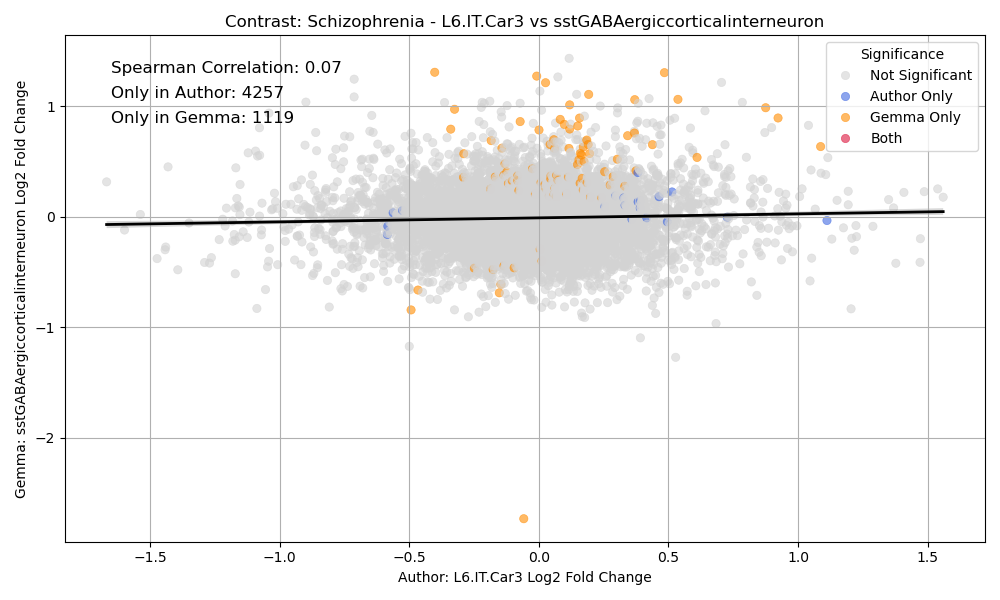 Contrast: Schizophrenia - L6.IT.Car3 vs sstGABAergiccorticalinterneuron
Spearman Correlation: 0.07
Only in Author: 4257
Only in Gemma: 1119
Significance
Not Significant
Author Only
Gemma Only
Both
Gemma: sstGABAergiccorticalinterneuron Log2 Fold Change
1
0
−1
−2
−1.5
−1.0
−0.5
0.0
0.5
1.0
1.5
Author: L6.IT.Car3 Log2 Fold Change